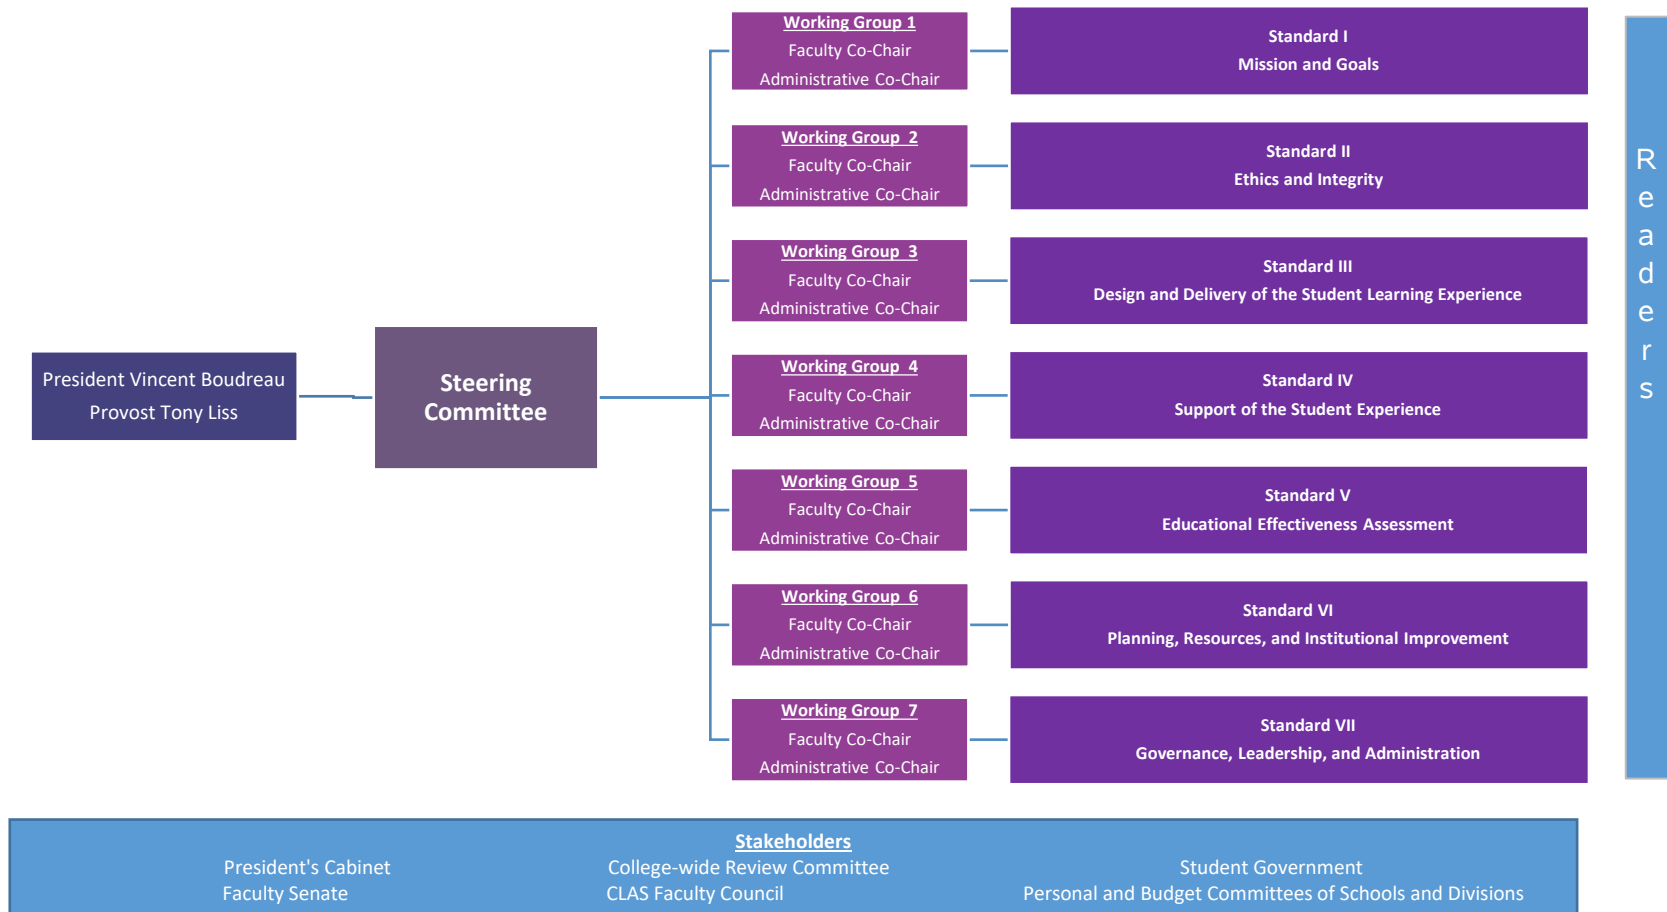 President Vincent Boudreau
Provost Tony Liss
Steering
Committee
Working Group 1
Faculty Co-Chair
Administrative Co-Chair
Standard I
Mission and Goals
Working Group 2
Faculty Co-Chair
Administrative Co-Chair
Standard II
Ethics and Integrity
Working Group 3
Faculty Co-Chair
Administrative Co-Chair
Standard III
Design and Delivery of the Student Learning Experience
Working Group 4
Faculty Co-Chair
Administrative Co-Chair
Standard IV
Support of the Student Experience
Working Group 5
Faculty Co-Chair
Administrative Co-Chair
Standard V
Educational Effectiveness Assessment
Working Group 6
Faculty Co-Chair
Administrative Co-Chair
Standard VI
Planning, Resources, and Institutional Improvement
Working Group 7
Faculty Co-Chair
Administrative Co-Chair
Standard VII
Governance, Leadership, and Administration
Readers
Stakeholders
President's Cabinet College-wide Review Committee Student Government
Faculty Senate CLAS Faculty Council Personal and Budget Committees of Schools and Divisions